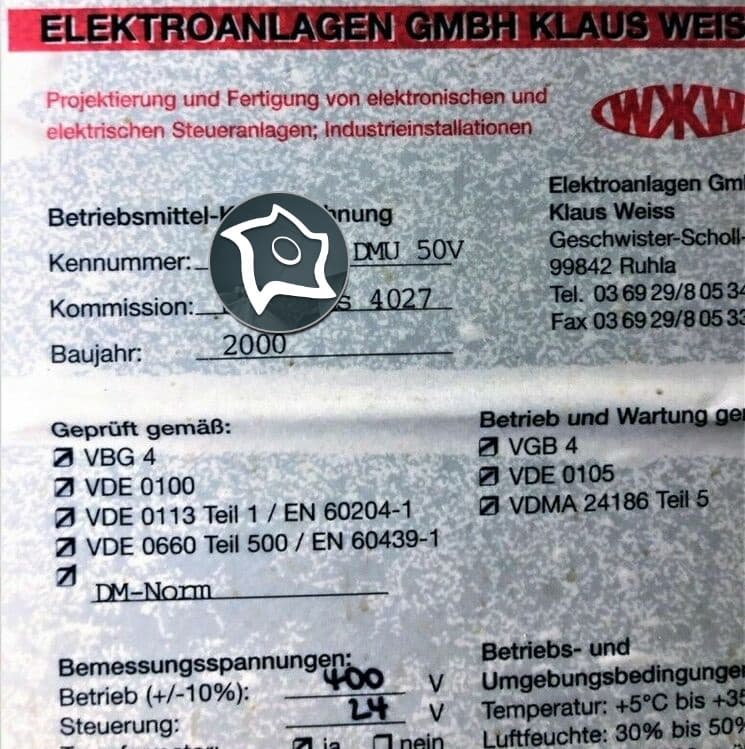 ELEKTROANLAGEN GMBH KLAUS WEIS
Projektierung und Fertigung von elektronischen und
elektrischen Steueranlagen; Industrieinstallationen
WKW
Betriebsmittel-K nnung
Kennummer: DMU 50V
Kommission: s 4027
Baujahr: 2000
Elektroanlagen Gm
Klaus Weiss
Geschwister-Scholl-
99842 Ruhla
Tel. 03 69 29/8 05 34
Fax 03 69 29/8 05 33
Geprüft gemäß:
VBG 4
VDE 0100
VDE 0113 Teil 1 / EN 60204-1
VDE 0660 Teil 500 / EN 60439-1
DM-Norm
Betrieb und Wartung ge
VGB 4
VDE 0105
VDMA 24186 Teil 5
Bemessungsspannungen:
Betrieb (+/-10%): 400 V
Steuerung: 24 V
ja nein
Betriebs- und
Umgebungsbedingunge
Temperatur: +5°C bis +35
Luftfeuchte: 30% bis 50%